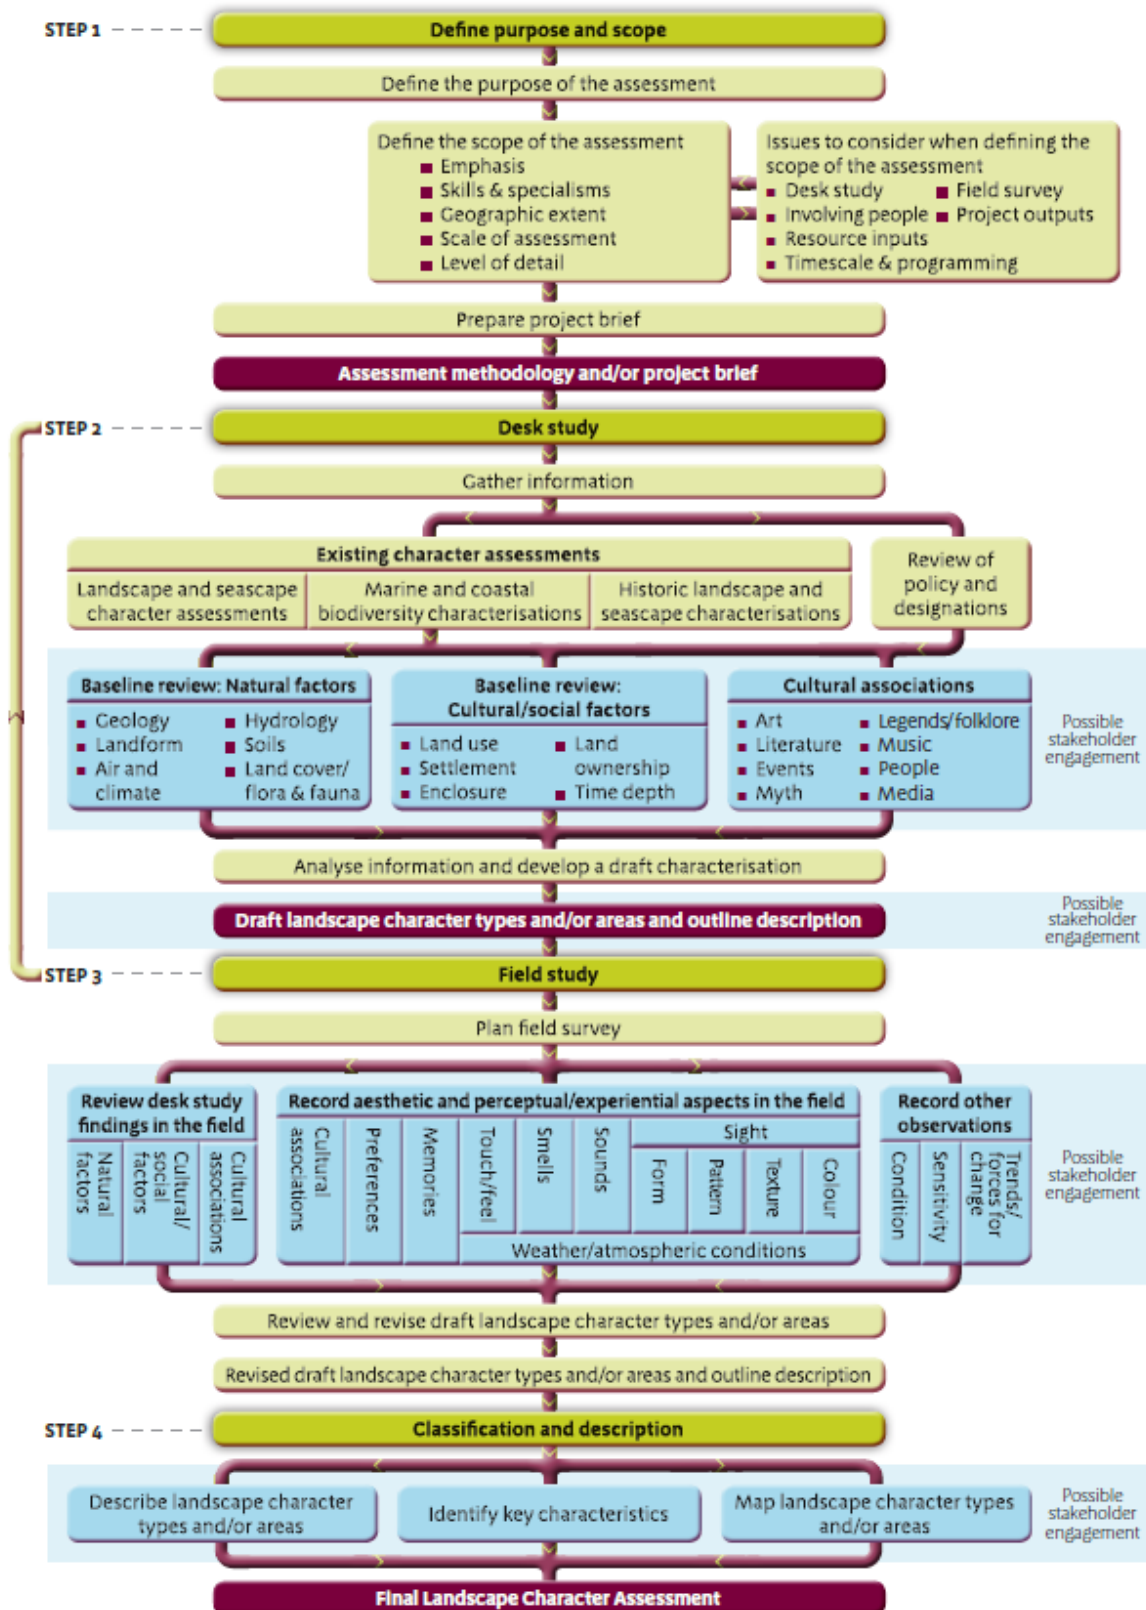 STEP 1
Define purpose and scope
Define the purpose of the assessment
Define the scope of the assessment
Emphasis
Skills & specialisms
Geographic extent
Scale of assessment
Level of detail
Issues to consider when defining the
scope of the assessment
Desk study
Involving people
Resource inputs
Timescale & programming
Field survey
Project outputs
Prepare project brief
Assessment methodology and/or project brief
STEP 2
Desk study
Gather information
Existing character assessments
Landscape and seascape
character assessments
Marine and coastal
biodiversity characterisations
Historic landscape and
seascape characterisations
Review of
policy and
designations
Baseline review: Natural factors
Geology
Landform
Air and
climate
Hydrology
Soils
Land cover/
flora & fauna
Baseline review:
Cultural/social factors
Land use
Settlement
Enclosure
Land
ownership
Time depth
Cultural associations
Art
Literature
Events
Myth
Legends/folklore
Music
People
Media
Possible
stakeholder
engagement
Analyse information and develop a draft characterisation
Draft landscape character types and/or areas and outline description
Possible
stakeholder
engagement
STEP 3
Field study
Plan field survey
Review desk study
findings in the field
Natural
factors
Cultural/
social
factors
Cultural
associations
Record aesthetic and perceptual/experiential aspects in the field
Cultural
associations
Preferences
Memories
Touch/feel
Smells
Sounds
Sight
Form
Pattern
Texture
Colour
Weather/atmospheric conditions
Record other
observations
Condition
Sensitivity
Trends/
forces for
change
Possible
stakeholder
engagement
Review and revise draft landscape character types and/or areas
Revised draft landscape character types and/or areas and outline description
STEP 4
Classification and description
Describe landscape character
types and/or areas
Identify key characteristics
Map landscape character types
and/or areas
Possible
stakeholder
engagement
Final Landscape Character Assessment